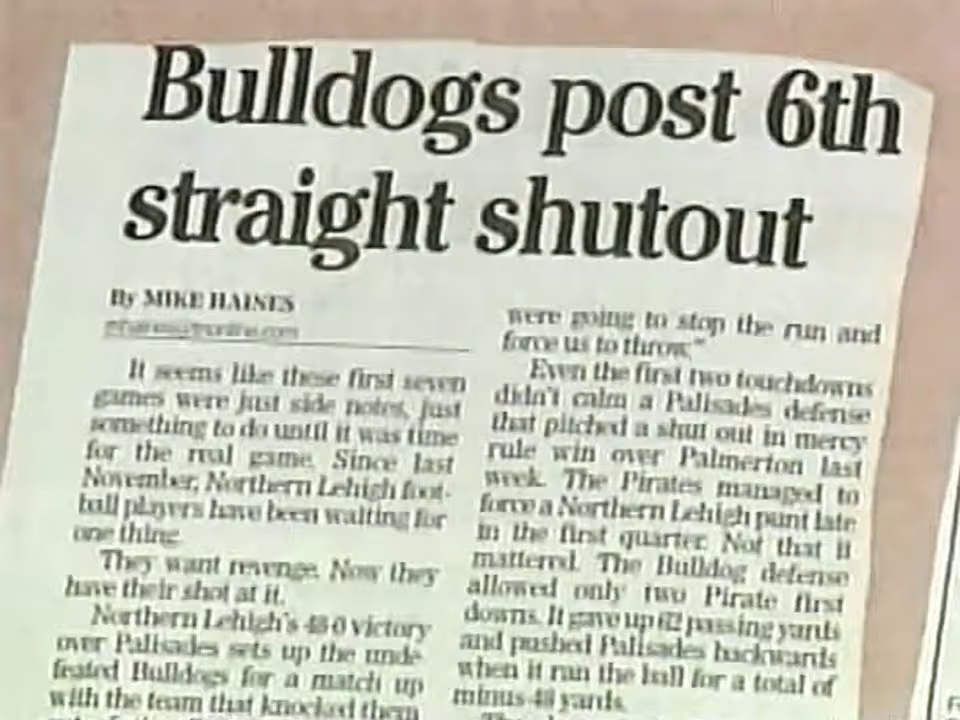 Bulldogs post 6th
straight shutout
By MIKE HAINES
It seems like these first seven
games were just side notes, just
something to do until it was time
for the real game. Since last
November, Northern Lehigh foot-
ball players have been waiting for
one thing.
They want revenge. Now they
have their shot at it.
Northern Lehigh's 48-0 victory
over Palisades sets up the unde-
feated Bulldogs for a match up
with the team that knocked them
were going to stop the run and
force us to throw."
Even the first two touchdowns
didn't calm a Palisades defense
that pitched a shut out in mercy
rule win over Palmerton last
week. The Pirates managed to
force a Northern Lehigh punt late
in the first quarter. Not that it
mattered. The Bulldog defense
allowed only two Pirate first
downs. It gave up 62 passing yards
and pushed Palisades backwards
when it ran the ball for a total of
minus 48 yards.